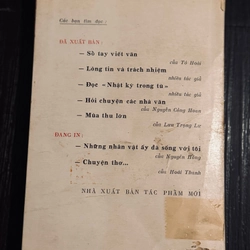 Các bạn tìm đọc :
ĐÃ XUẤT BẢN :
— Sổ tay viết văn
của Tô Hoài
— Lòng tin và trách nhiệm
nhiều tác giả
— Đọc «Nhật ký trong tù»
nhiều tác giả
— Hỏi chuyện các nhà văn
của Nguyễn Công Hoan
— Mùa thu lớn
của Lưu Trọng Lư
ĐANG IN :
— Những nhân vật ấy đã sống với tôi
của Nguyên Hồng
— Chuyện thơ...
của Hoài Thanh
NHÀ XUẤT BẢN TÁC PHẨM MỚI